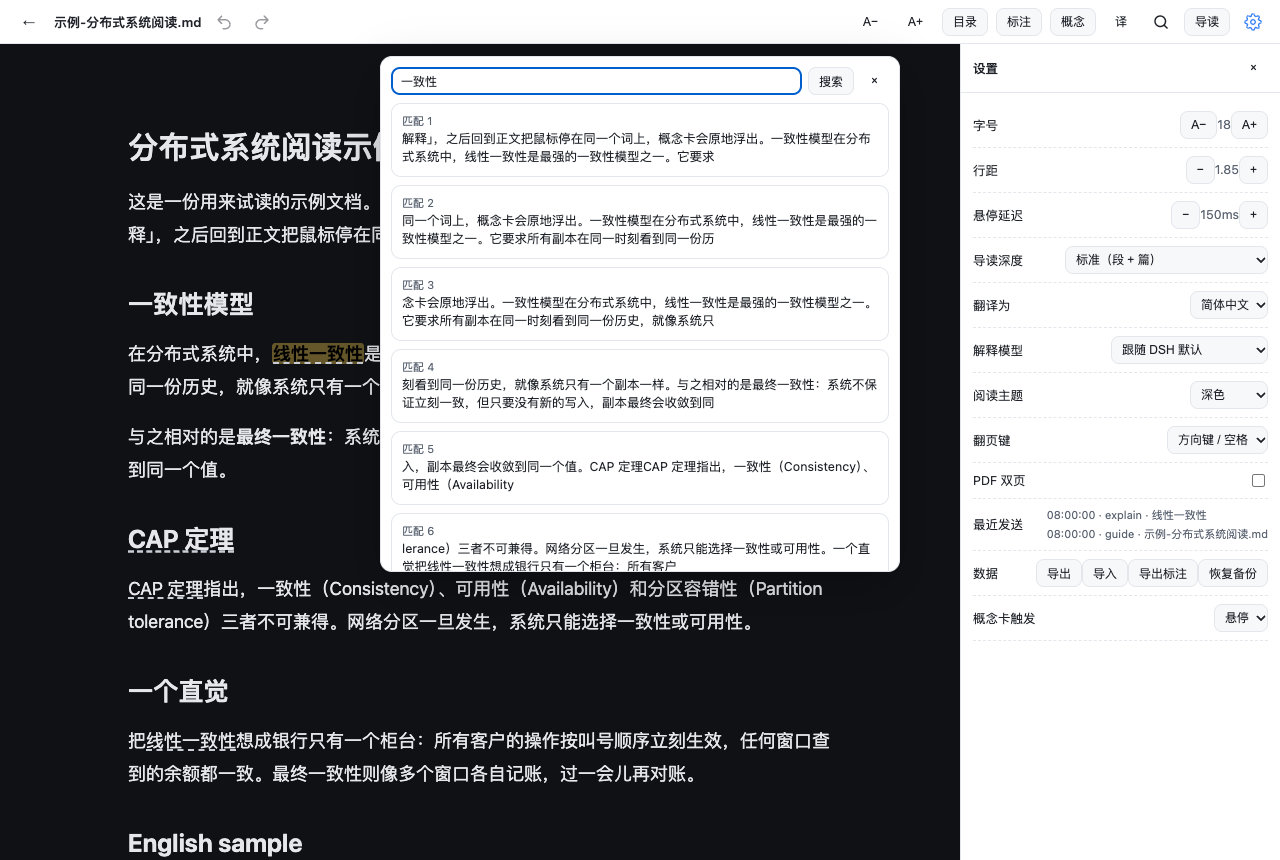 ← 示例-分布式系统阅读.md
A− A+ 目录 标注 概念 译 导读
一致性 搜索 ×
匹配 1
解释」，之后回到正文把鼠标停在同一个词上，概念卡会原地浮出。一致性模型在分布
式系统中，线性一致性是最强的一致性模型之一。它要求
匹配 2
同一个词上，概念卡会原地浮出。一致性模型在分布式系统中，线性一致性是最强的一
致性模型之一。它要求所有副本在同一时刻看到同一份历
匹配 3
念卡会原地浮出。一致性模型在分布式系统中，线性一致性是最强的一致性模型之一。
它要求所有副本在同一时刻看到同一份历史，就像系统只
匹配 4
刻看到同一份历史，就像系统只有一个副本一样。与之相对的是最终一致性：系统不保
证立刻一致，但只要没有新的写入，副本最终会收敛到同
匹配 5
入，副本最终会收敛到同一个值。CAP 定理CAP 定理指出，一致性（Consistency）、
可用性（Availability
匹配 6
lerance）三者不可兼得。网络分区一旦发生，系统只能选择一致性或可用性。一个直
觉把线性一致性想成银行只有一个柜台：所有客户
分布式系统阅读示
这是一份用来试读的示例文档。
释」，之后回到正文把鼠标停在同
一致性模型
在分布式系统中，线性一致性是
同一份历史，就像系统只有一个
与之相对的是最终一致性：系统
到同一个值。
CAP 定理
CAP 定理指出，一致性（Consistency）、可用性（Availability）和分区容错性（Partition
tolerance）三者不可兼得。网络分区一旦发生，系统只能选择一致性或可用性。
一个直觉
把线性一致性想成银行只有一个柜台：所有客户的操作按叫号顺序立刻生效，任何窗口查
到的余额都一致。最终一致性则像多个窗口各自记账，过一会儿再对账。
English sample
设置 ×
字号 A− 18 A+
行距 − 1.85 +
悬停延迟 − 150ms +
导读深度 标准（段 + 篇）
翻译为 简体中文
解释模型 跟随 DSH 默认
阅读主题 深色
翻页键 方向键 / 空格
PDF 双页
最近发送 08:00:00 · explain · 线性一致性
08:00:00 · guide · 示例-分布式系统阅读.md
数据 导出 导入 导出标注 恢复备份
概念卡触发 悬停